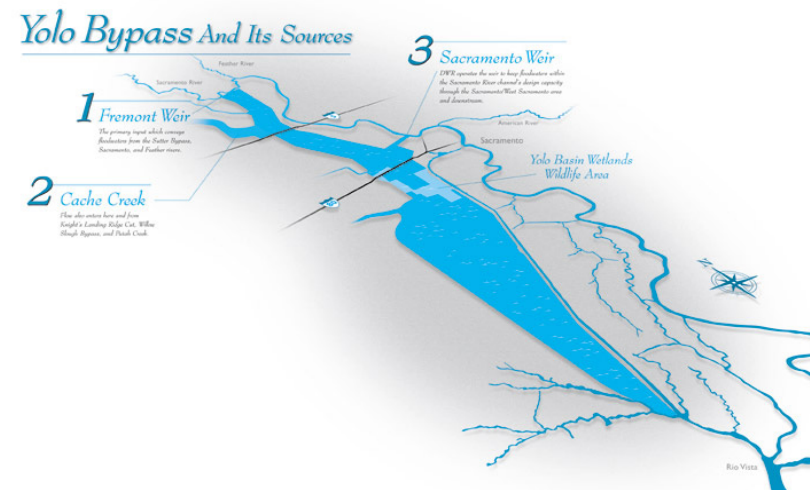 Yolo Bypass And Its Sources
Feather River
Sacramento River
1 Fremont Weir
The primary input which conveys
floodwaters from the Sutter Bypass,
Sacramento, and Feather rivers.
2 Cache Creek
Flow also enters here and from
Knight's Landing Ridge Cut, Willow
Slough Bypass, and Putah Creek.
3 Sacramento Weir
DWR operates the weir to keep floodwaters within
the Sacramento River channel's design capacity
through the Sacramento/West Sacramento area
and downstream.
American River
Sacramento
Yolo Basin Wetlands
Wildlife Area
Rio Vista